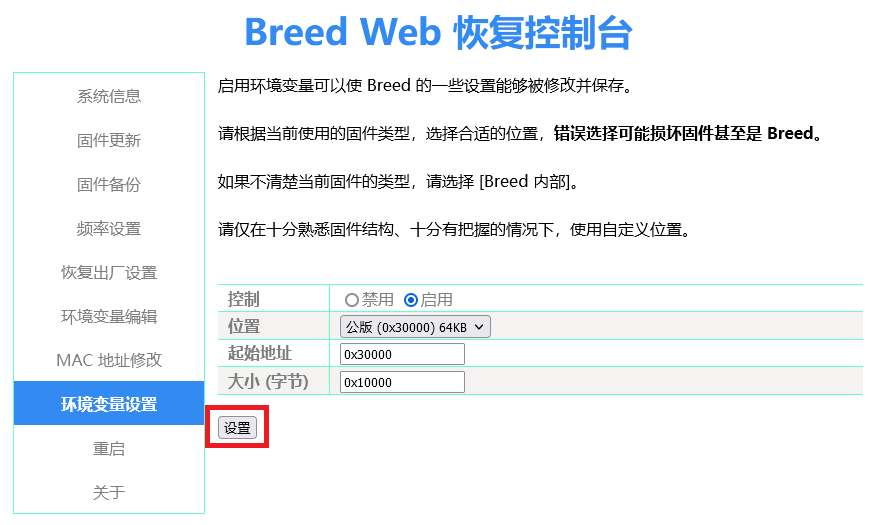 Breed Web 恢复控制台
系统信息
固件更新
固件备份
频率设置
恢复出厂设置
环境变量编辑
MAC 地址修改
环境变量设置
重启
关于
启用环境变量可以使 Breed 的一些设置能够被修改并保存。
请根据当前使用的固件类型，选择合适的位置，错误选择可能损坏固件甚至是 Breed。
如果不清楚当前固件的类型，请选择 [Breed 内部]。
请仅在十分熟悉固件结构、十分有把握的情况下，使用自定义位置。
控制 禁用 启用
位置 公版 (0x30000) 64KB
起始地址 0x30000
大小 (字节) 0x10000
设置